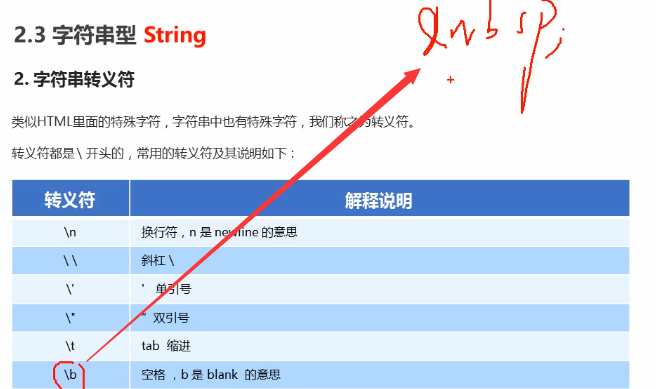 2.3 字符串型 String
&nbsp;
2. 字符串转义符
类似HTML里面的特殊字符，字符串中也有特殊字符，我们称之为转义符。
转义符都是 \ 开头的，常用的转义符及其说明如下：
转义符 解释说明
\n 换行符，n 是 newline 的意思
\ \ 斜杠 \
\' ' 单引号
\" ” 双引号
\t tab 缩进
\b 空格 ，b 是 blank 的意思